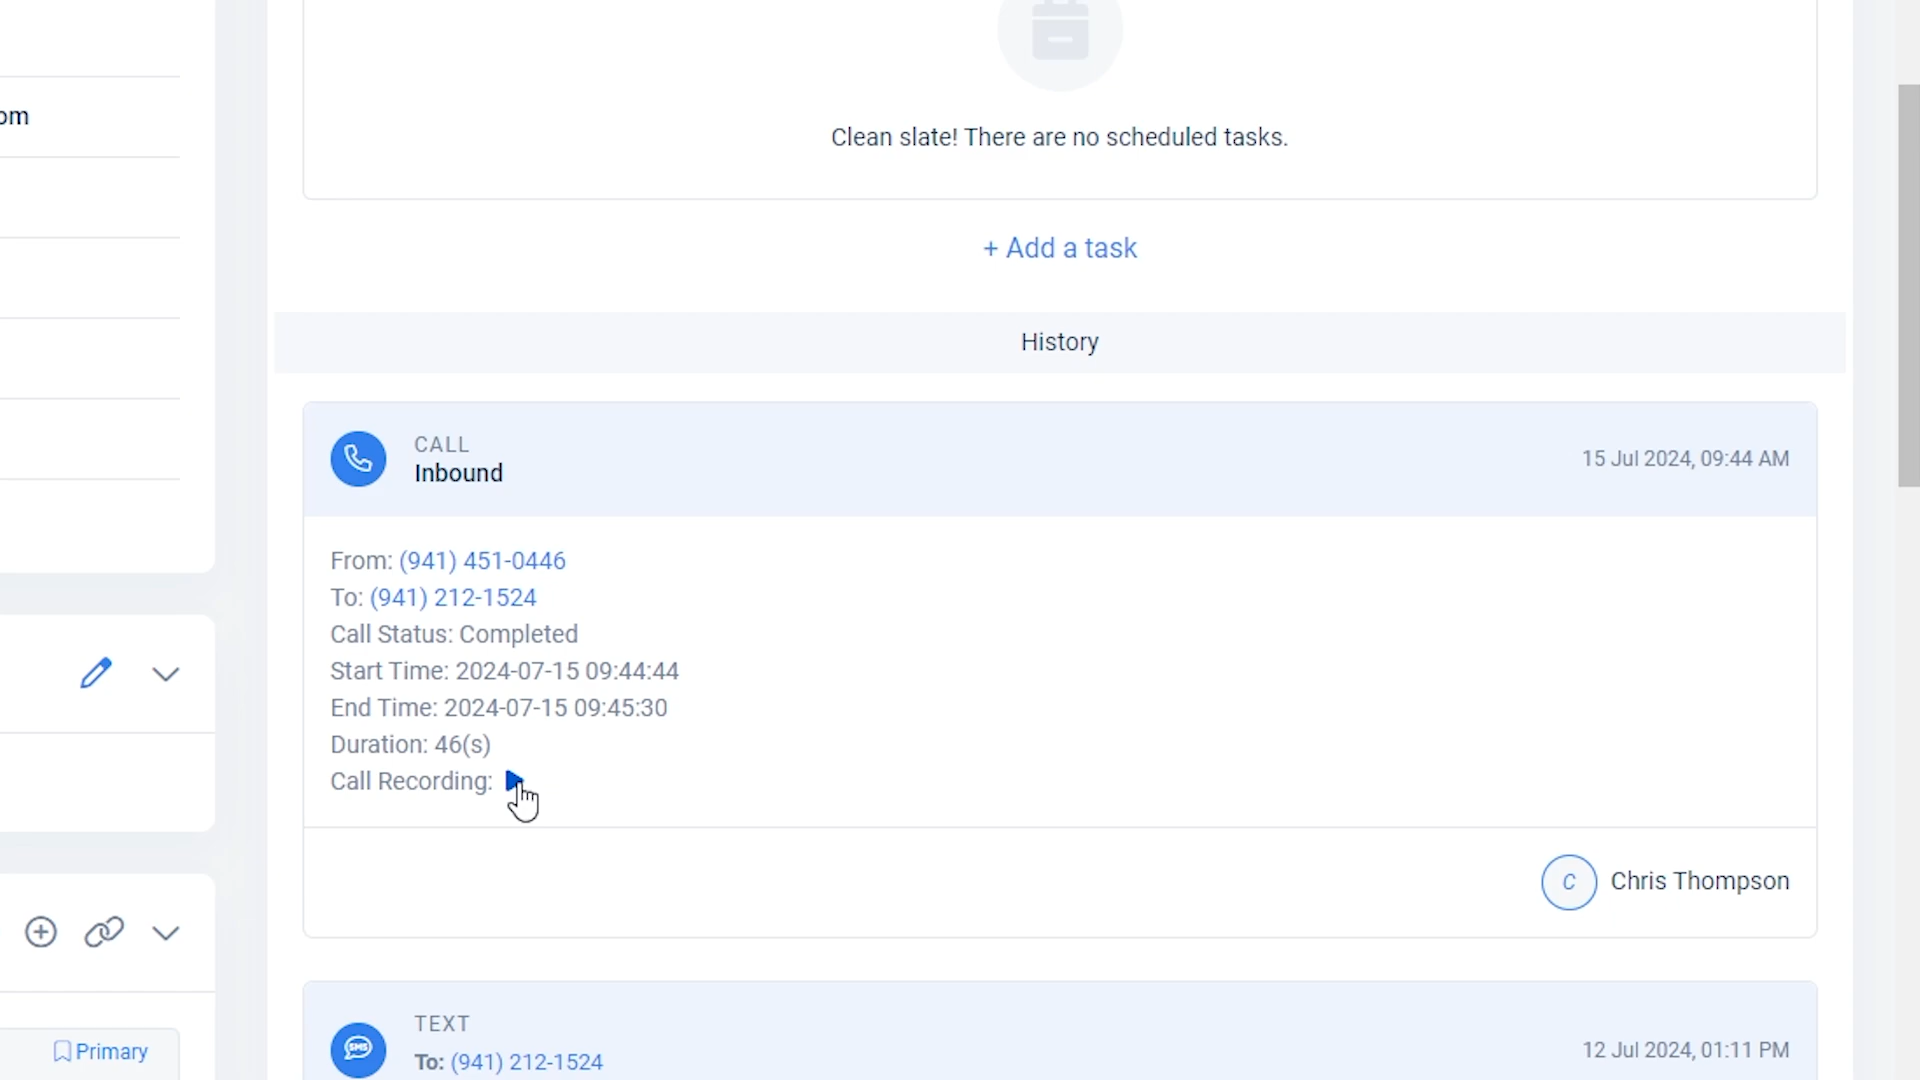 om
Clean slate! There are no scheduled tasks.
+ Add a task
History
CALL
Inbound
15 Jul 2024, 09:44 AM
From: (941) 451-0446
To: (941) 212-1524
Call Status: Completed
Start Time: 2024-07-15 09:44:44
End Time: 2024-07-15 09:45:30
Duration: 46(s)
Call Recording:
C Chris Thompson
Primary
TEXT
SMS
To: (941) 212-1524
12 Jul 2024, 01:11 PM